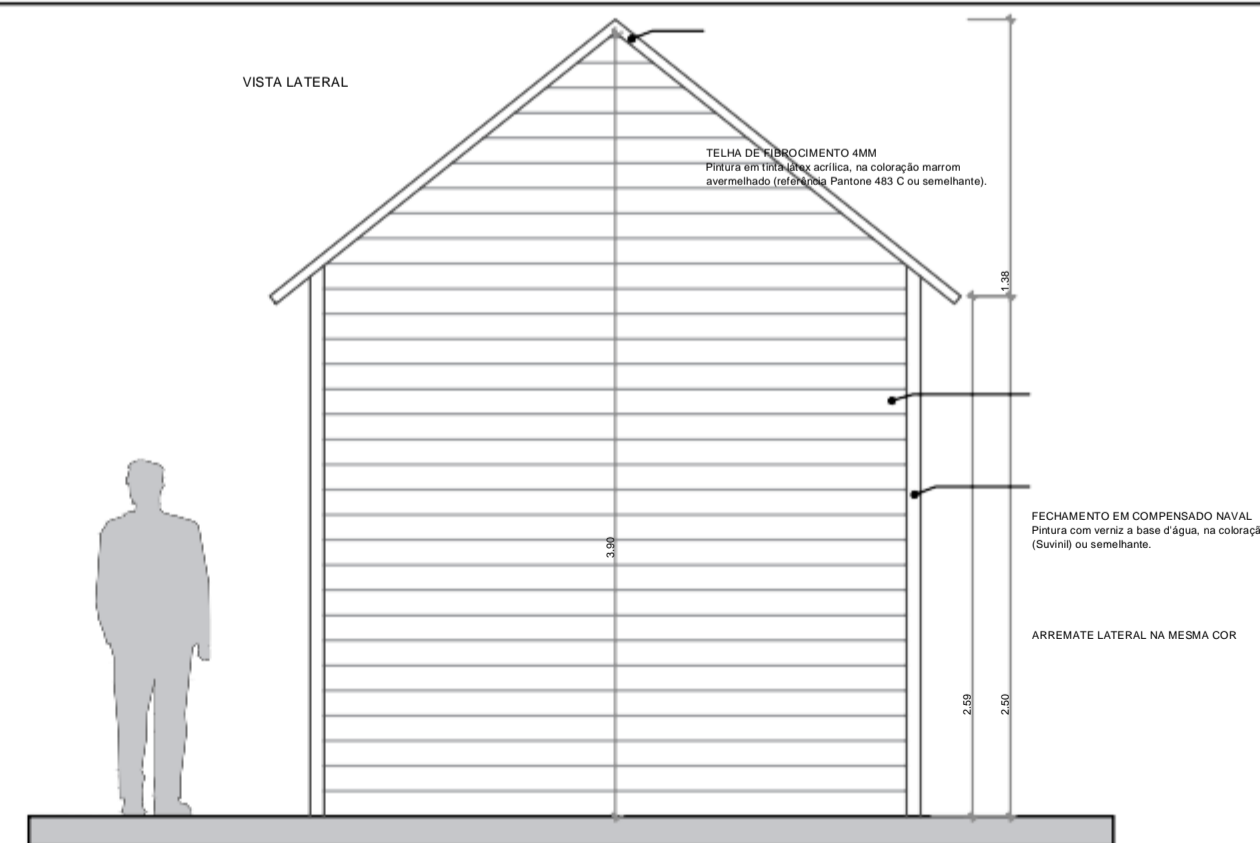 VISTA LATERAL
TELHA DE FIBROCIMENTO 4MM
Pintura em tinta látex acrílica, na coloração marrom
avermelhado (referência Pantone 483 C ou semelhante).
1.38
FECHAMENTO EM COMPENSADO NAVAL
Pintura com verniz a base d'água, na coloraçã
(Suvinil) ou semelhante.
3.90
ARREMATE LATERAL NA MESMA COR
2.59
2.50